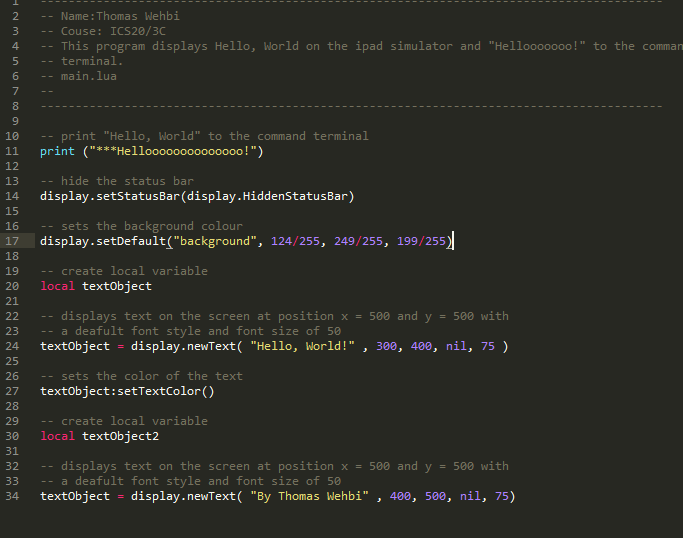 1 -----------------------------------------------------------------------------------------
2 -- Name:Thomas Wehbi
3 -- Couse: ICS20/3C
4 -- This program displays Hello, World on the ipad simulator and "Hellooooooo!" to the comman
5 -- terminal.
6 -- main.lua
7 --
8 -----------------------------------------------------------------------------------------
9
10 -- print "Hello, World" to the command terminal
11 print ("***Helloooooooooooooo!")
12
13 -- hide the status bar
14 display.setStatusBar(display.HiddenStatusBar)
15
16 -- sets the background colour
17 display.setDefault("background", 124/255, 249/255, 199/255)
18
19 -- create local variable
20 local textObject
21
22 -- displays text on the screen at position x = 500 and y = 500 with
23 -- a deafult font style and font size of 50
24 textObject = display.newText( "Hello, World!" , 300, 400, nil, 75 )
25
26 -- sets the color of the text
27 textObject:setTextColor()
28
29 -- create local variable
30 local textObject2
31
32 -- displays text on the screen at position x = 500 and y = 500 with
33 -- a deafult font style and font size of 50
34 textObject = display.newText( "By Thomas Wehbi" , 400, 500, nil, 75)